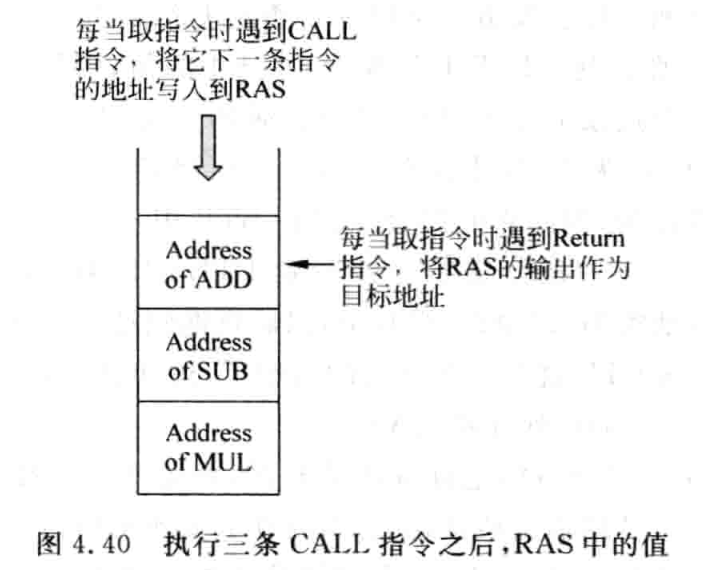 每当取指令时遇到CALL
指令，将它下一条指令
的地址写入到RAS
Address
of ADD
每当取指令时遇到Return
指令，将RAS的输出作为
目标地址
Address
of SUB
Address
of MUL
图 4.40 执行三条 CALL 指令之后,RAS 中的值